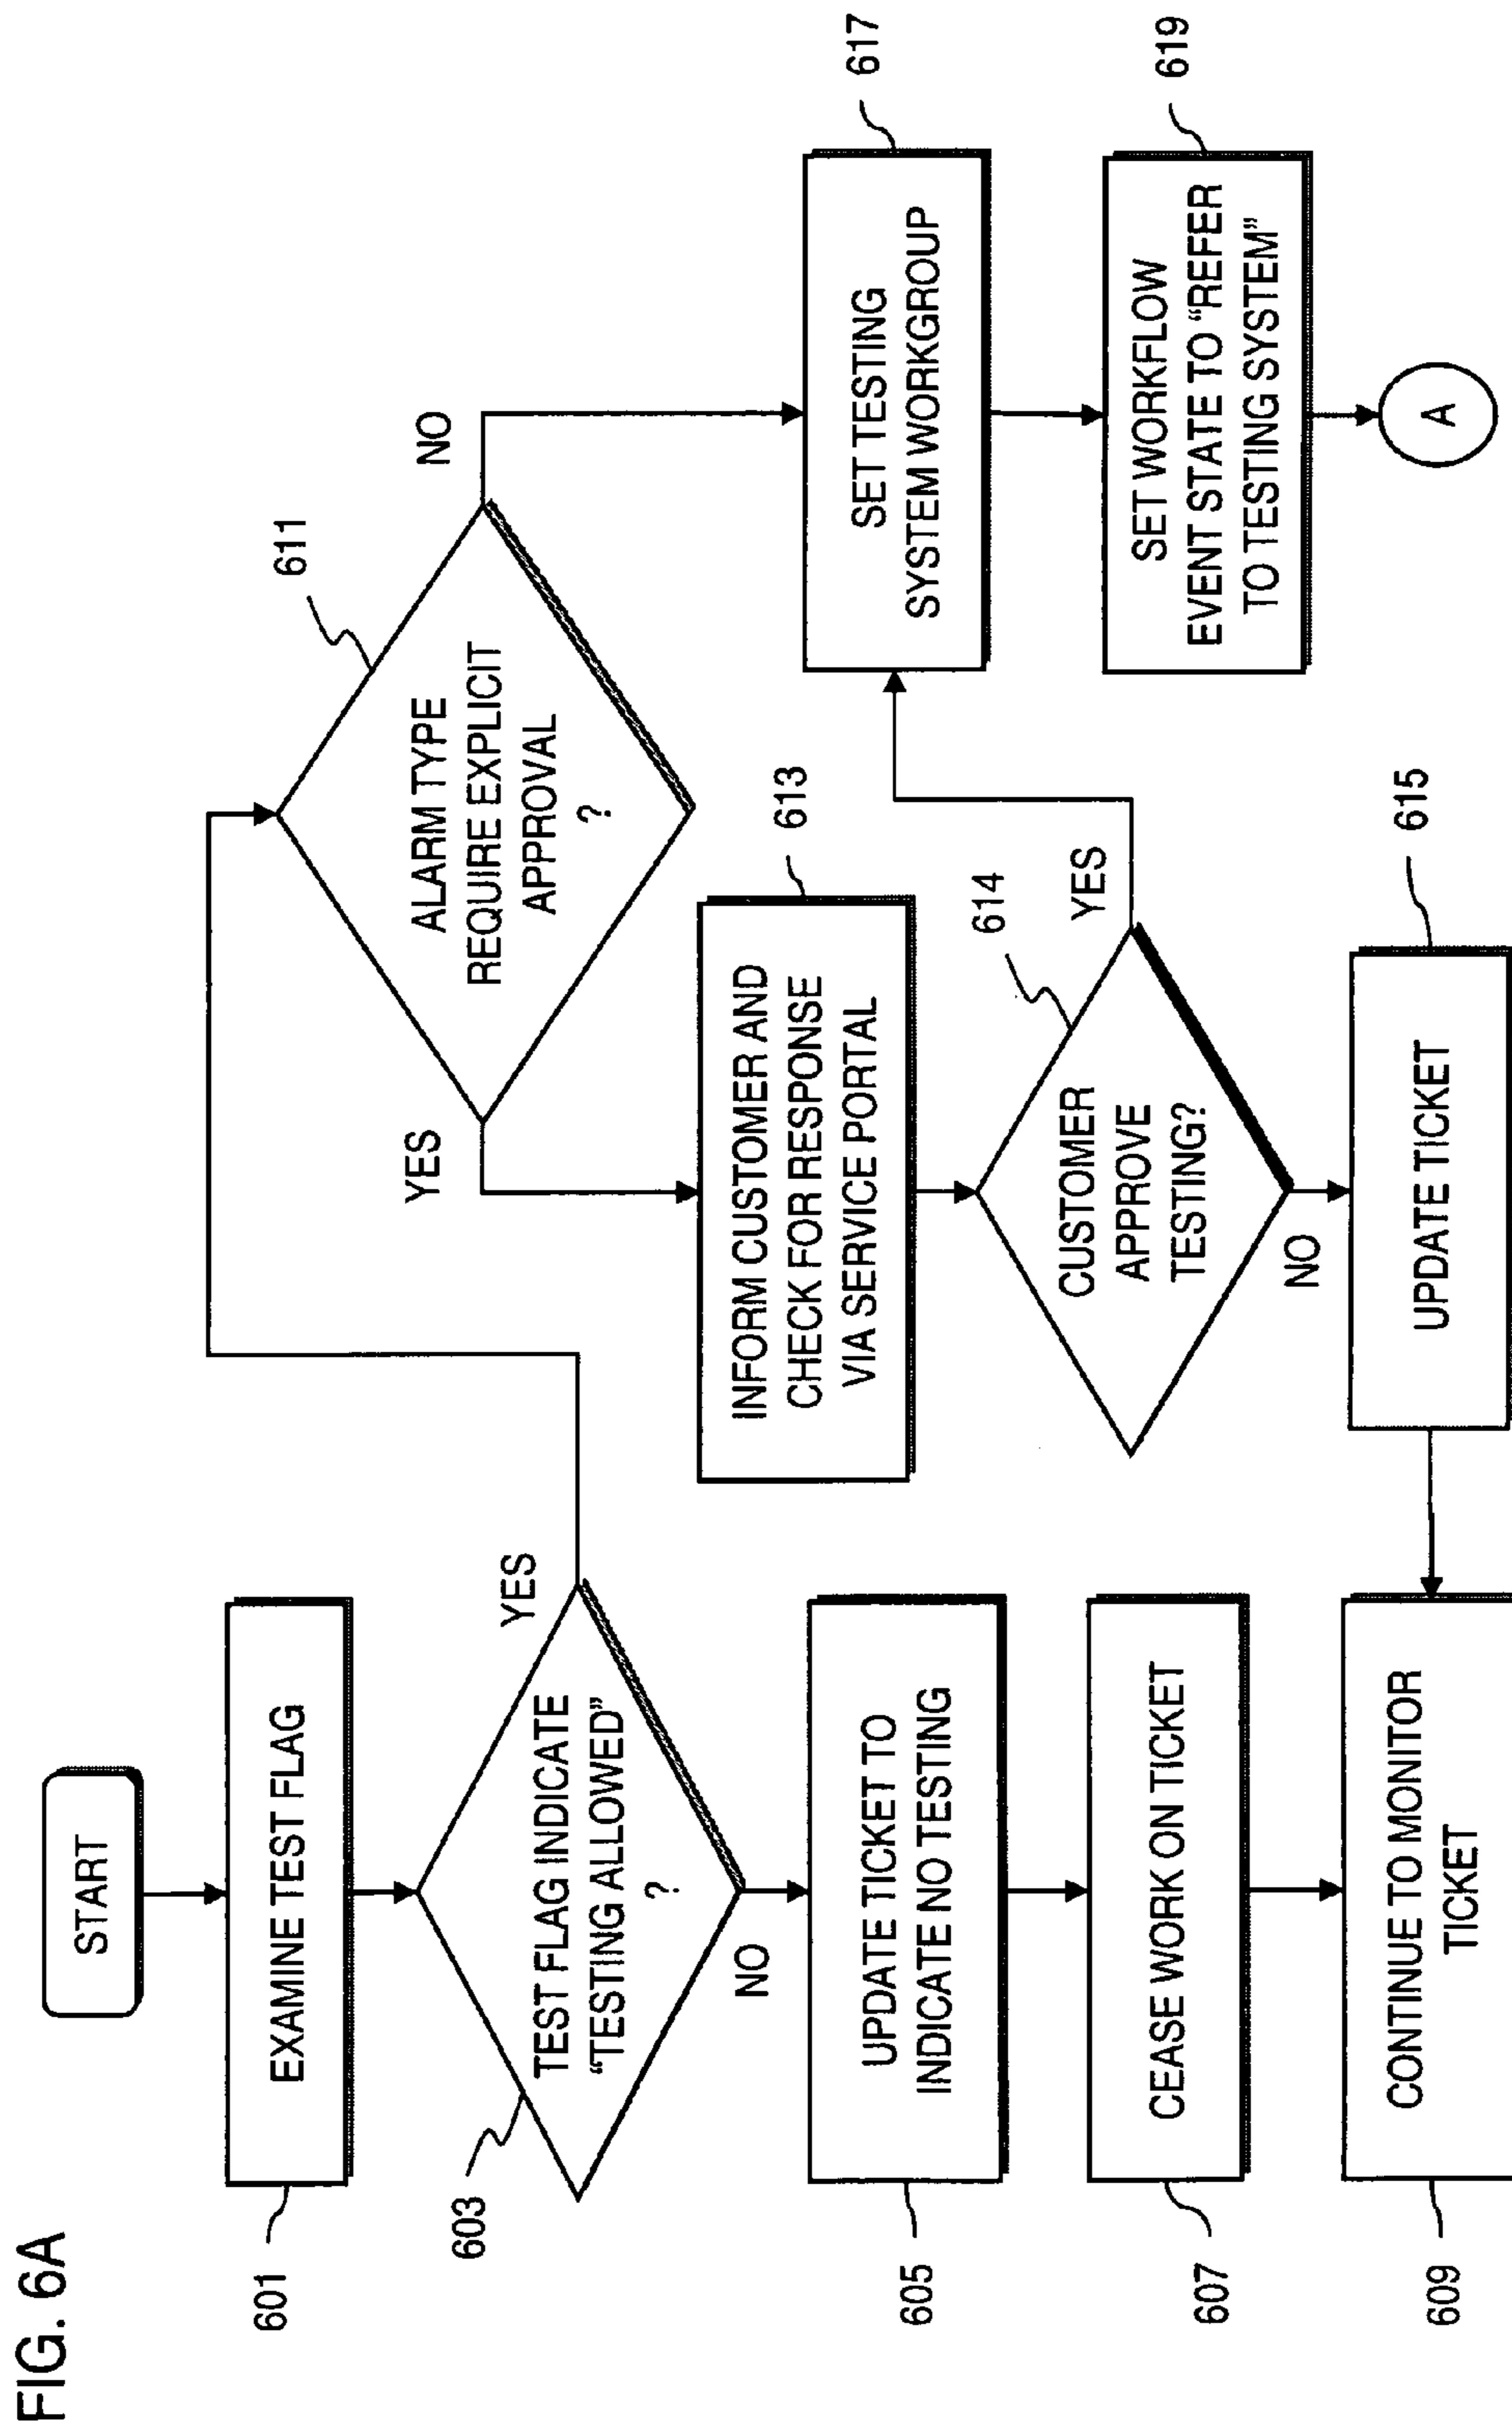 FIG. 6A
START
601
EXAMINE TEST FLAG
603
TEST FLAG INDICATE
“TESTING ALLOWED”
?
YES
NO
605
UPDATE TICKET TO
INDICATE NO TESTING
607
CEASE WORK ON TICKET
609
CONTINUE TO MONITOR
TICKET
611
ALARM TYPE
REQUIRE EXPLICIT
APPROVAL
?
YES
NO
613
INFORM CUSTOMER AND
CHECK FOR RESPONSE
VIA SERVICE PORTAL
614
CUSTOMER
APPROVE
TESTING?
YES
NO
615
UPDATE TICKET
617
SET TESTING
SYSTEM WORKGROUP
619
SET WORKFLOW
EVENT STATE TO “REFER
TO TESTING SYSTEM”
A